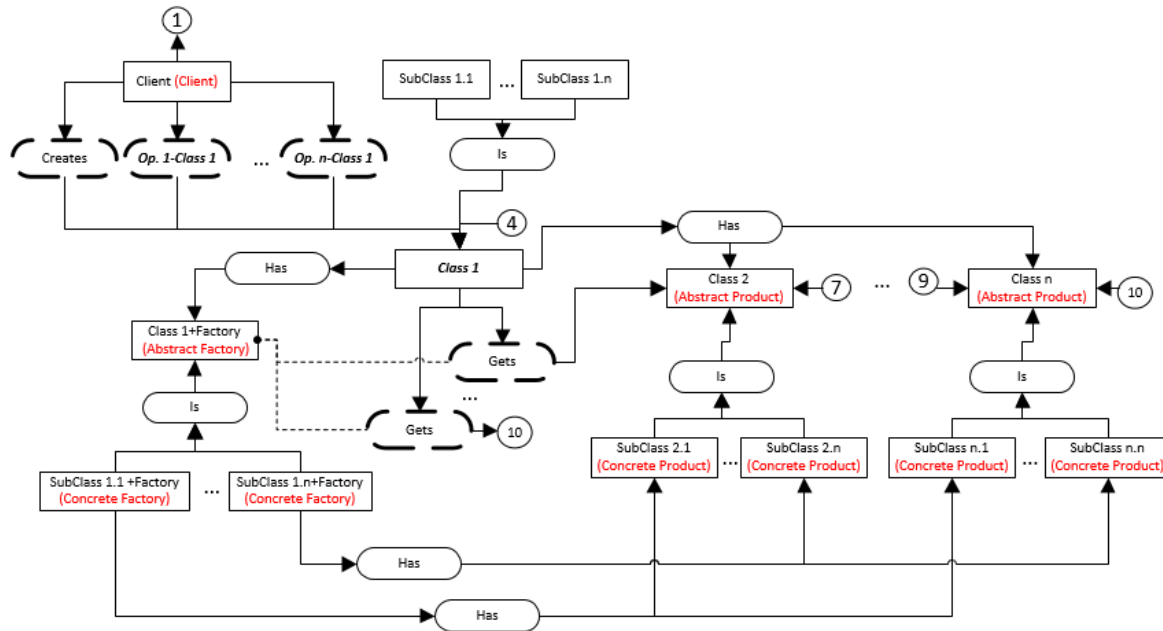 1
Client (Client)
SubClass 1.1
...
SubClass 1.n
Creates
Op. 1-Class 1
...
Op. n-Class 1
Is
4
Has
Has
Class 1
Class 2
(Abstract Product)
7
...
9
Class n
(Abstract Product)
10
Class 1+Factory
(Abstract Factory)
Gets
...
Is
Is
Is
Gets
10
SubClass 2.1
(Concrete Product)
...
SubClass 2.n
(Concrete Product)
SubClass n.1
(Concrete Product)
...
SubClass n.n
(Concrete Product)
SubClass 1.1 +Factory
(Concrete Factory)
...
SubClass 1.n+Factory
(Concrete Factory)
Has
Has